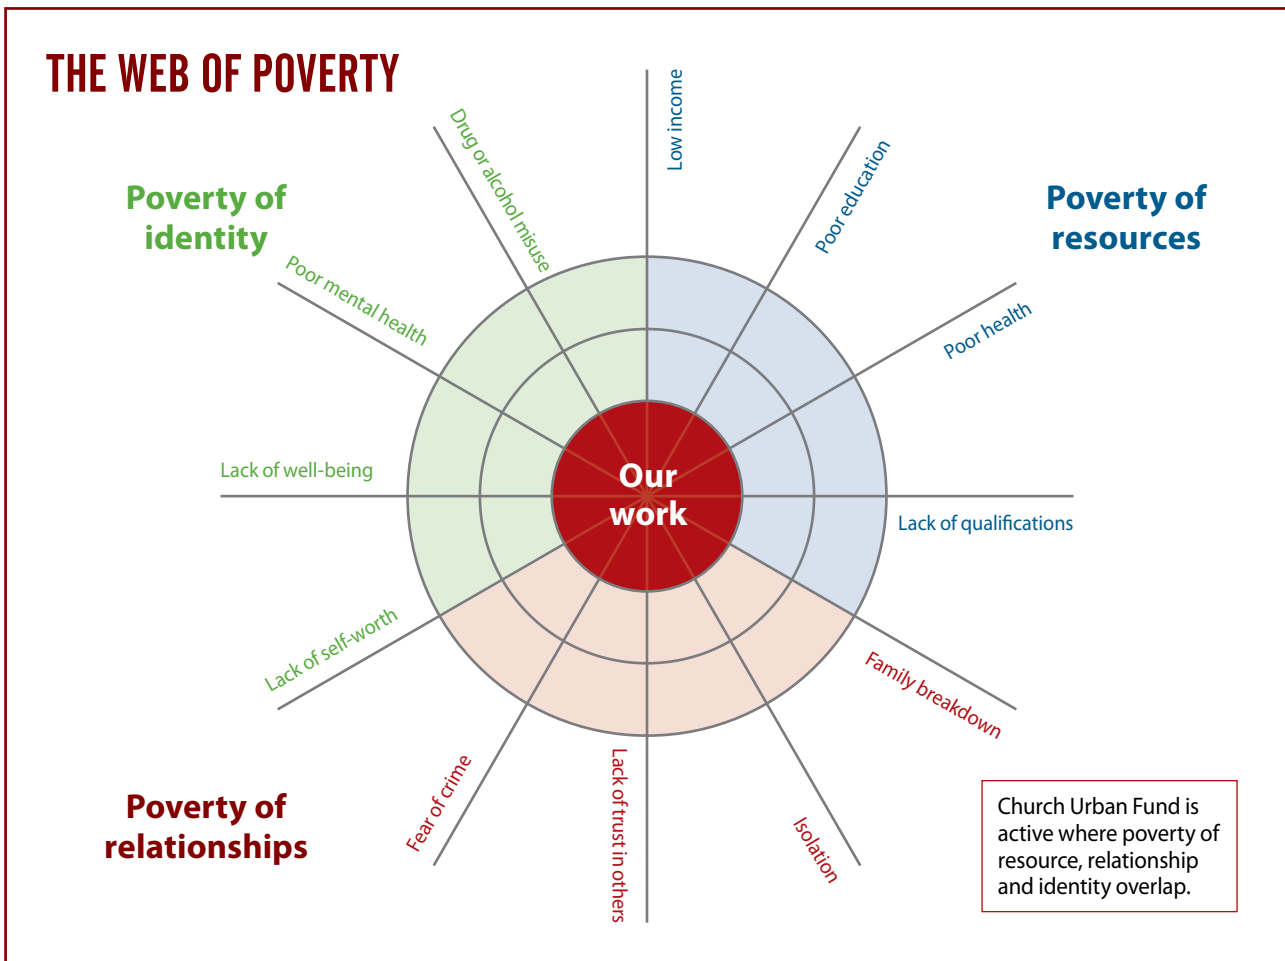 THE WEB OF POVERTY
Poverty of
identity
Drug or alcohol misuse
Poor mental health
Lack of well-being
Lack of self-worth
Low income
Poor education
Poor health
Lack of qualifications
Poverty of
resources
Our
work
Family breakdown
Isolation
Lack of trust in others
Fear of crime
Poverty of
relationships
Church Urban Fund is
active where poverty of
resource, relationship
and identity overlap.